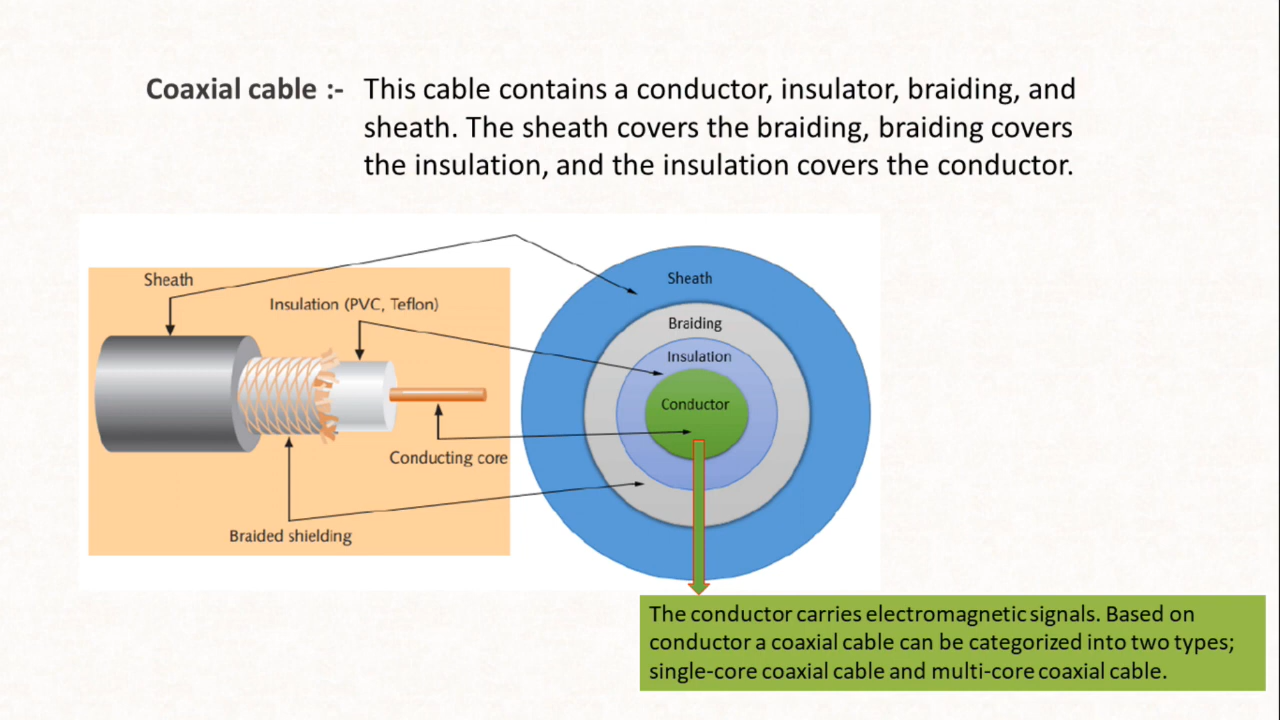 Coaxial cable :- This cable contains a conductor, insulator, braiding, and
sheath. The sheath covers the braiding, braiding covers
the insulation, and the insulation covers the conductor.
Sheath
Insulation (PVC, Teflon)
Conducting core
Braided shielding
Sheath
Braiding
Insulation
Conductor
The conductor carries electromagnetic signals. Based on
conductor a coaxial cable can be categorized into two types;
single-core coaxial cable and multi-core coaxial cable.